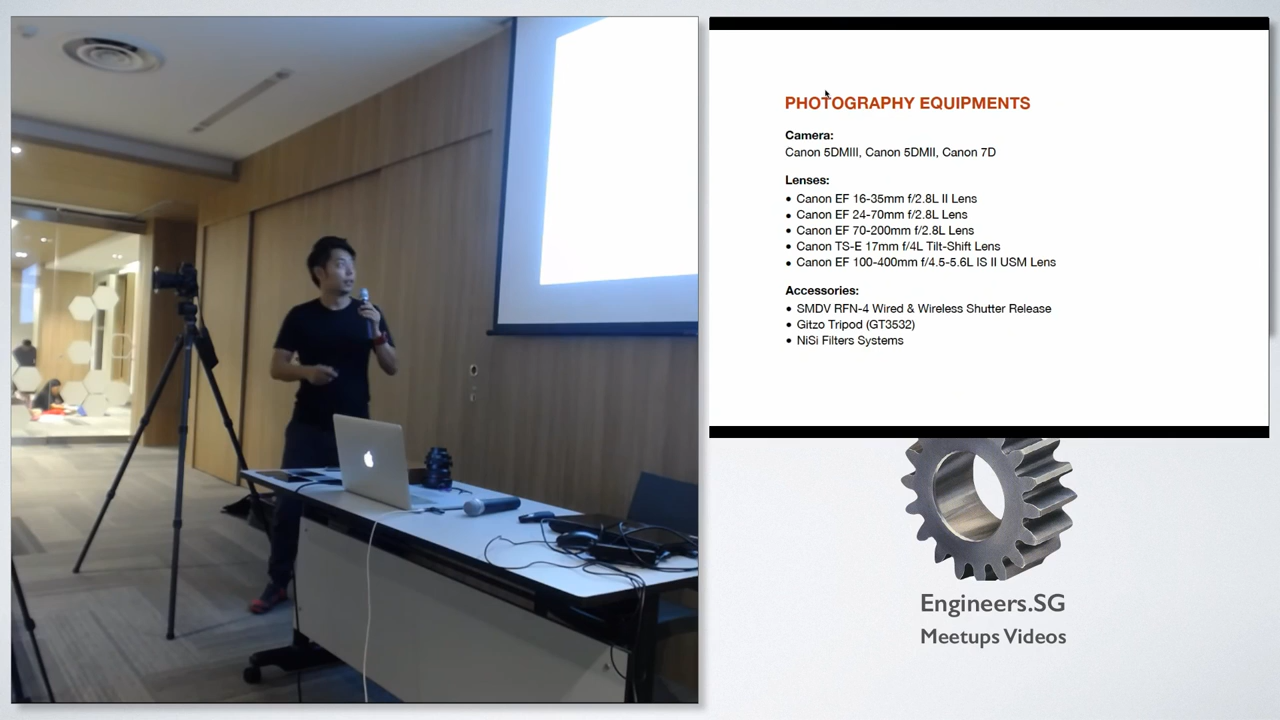 PHOTOGRAPHY EQUIPMENTS
Camera:
Canon 5DMIII, Canon 5DMII, Canon 7D
Lenses:
• Canon EF 16-35mm f/2.8L II Lens
• Canon EF 24-70mm f/2.8L Lens
• Canon EF 70-200mm f/2.8L Lens
• Canon TS-E 17mm f/4L Tilt-Shift Lens
• Canon EF 100-400mm f/4.5-5.6L IS II USM Lens
Accessories:
• SMDV RFN-4 Wired & Wireless Shutter Release
• Gitzo Tripod (GT3532)
• NiSi Filters Systems
Engineers.SG
Meetups Videos